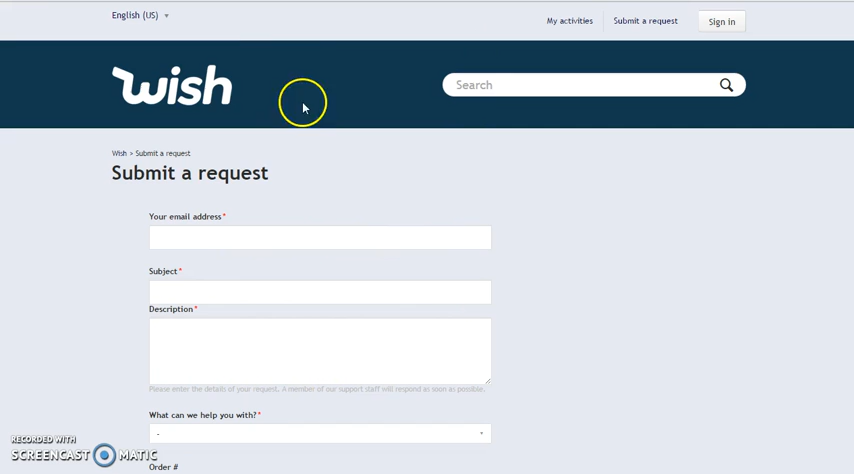 English (US)
My activities
Submit a request
Sign in
wish
Search
Wish > Submit a request
Submit a request
Your email address*
Subject*
Description*
Please enter the details of your request. A member of our support staff will respond as soon as possible.
What can we help you with?*
-
RECORDED WITH
SCREENCAST MATIC
Order #